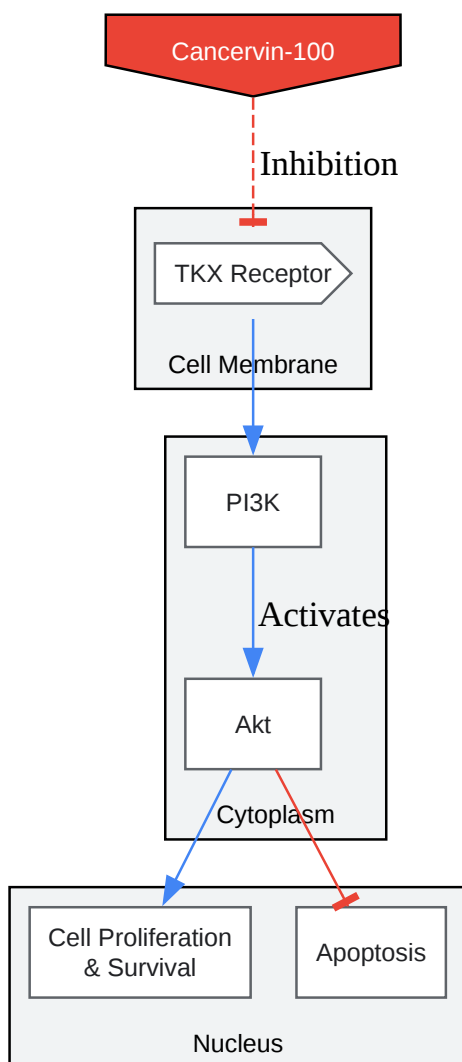 Cancervin-100
Inhibition
TKX Receptor
Cell Membrane
PI3K
Activates
Akt
Cytoplasm
Cell Proliferation
& Survival
Apoptosis
Nucleus